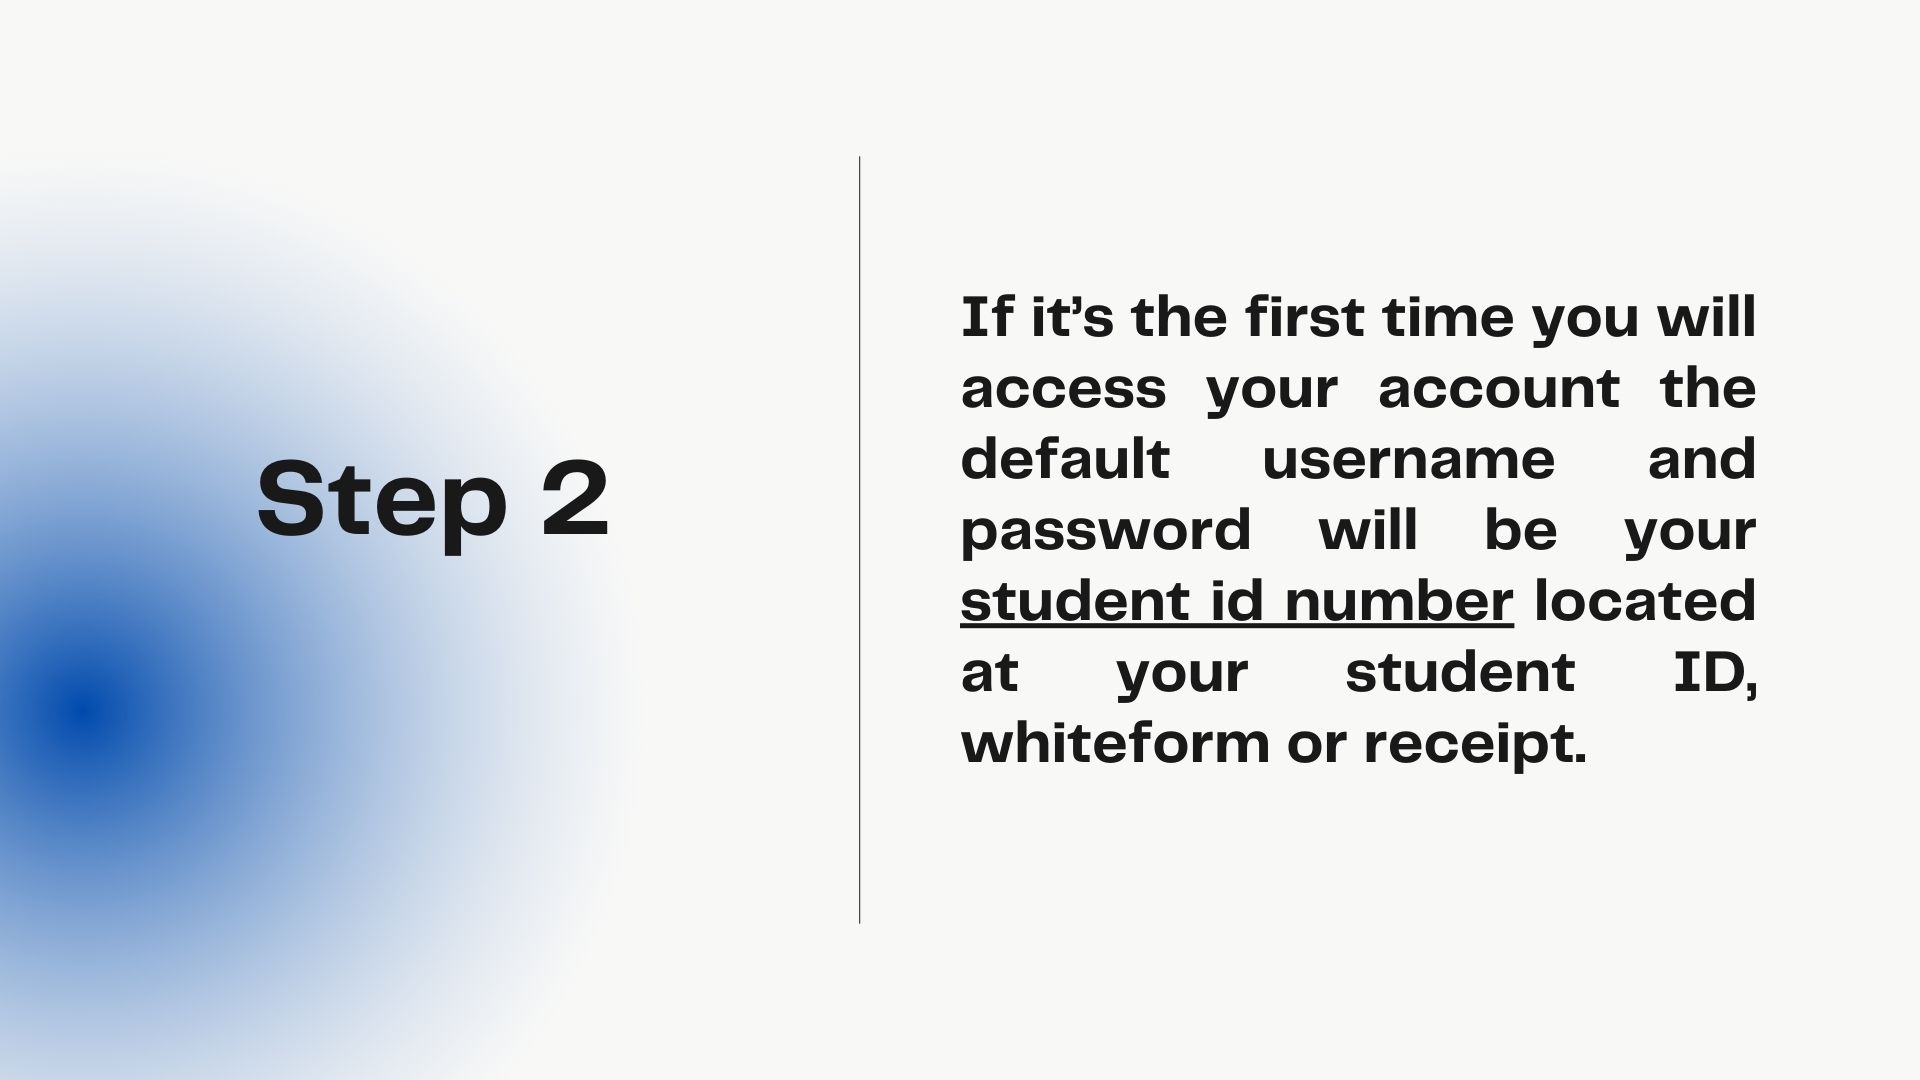 Step 2
If it’s the first time you will
access your account the
default username and
password will be your
student id number located
at your student ID,
whiteform or receipt.